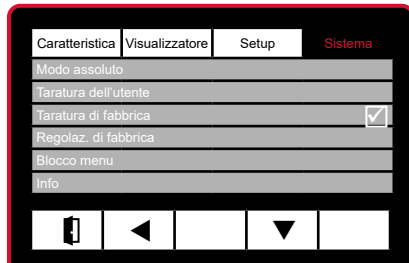 Caratteristica Visualizzatore Setup Sistema
Modo assoluto
Taratura dell'utente
Taratura di fabbrica
Regolaz. di fabbrica
Blocco menu
Info